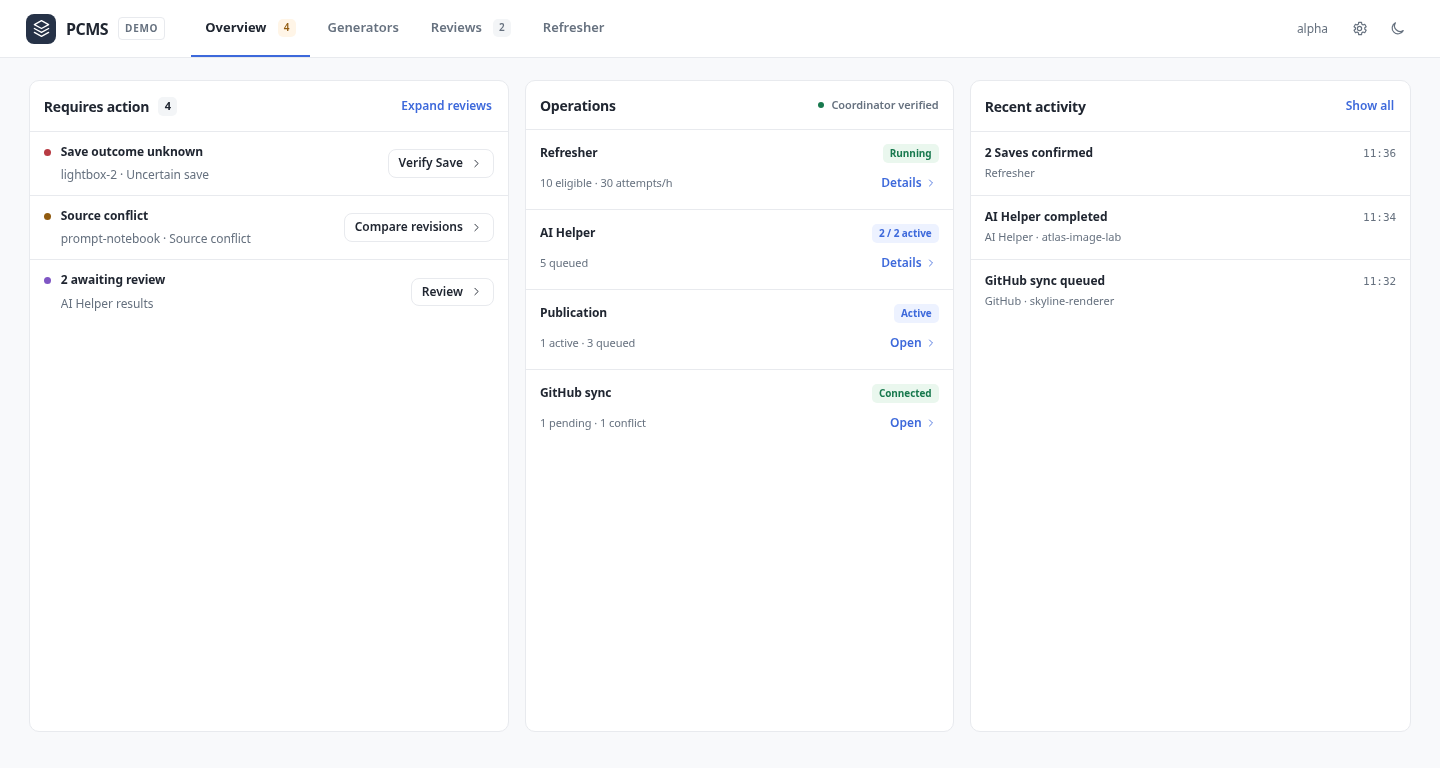 PCMS DEMO Overview 4 Generators Reviews 2 Refresher alpha
Requires action 4 Expand reviews
Save outcome unknown
lightbox-2 · Uncertain save
Verify Save
Source conflict
prompt-notebook · Source conflict
Compare revisions
2 awaiting review
AI Helper results
Review
Operations Coordinator verified
Refresher Running
10 eligible · 30 attempts/h Details
AI Helper 2 / 2 active
5 queued Details
Publication Active
1 active · 3 queued Open
GitHub sync Connected
1 pending · 1 conflict Open
Recent activity Show all
2 Saves confirmed 11:36
Refresher
AI Helper completed 11:34
AI Helper · atlas-image-lab
GitHub sync queued 11:32
GitHub · skyline-renderer